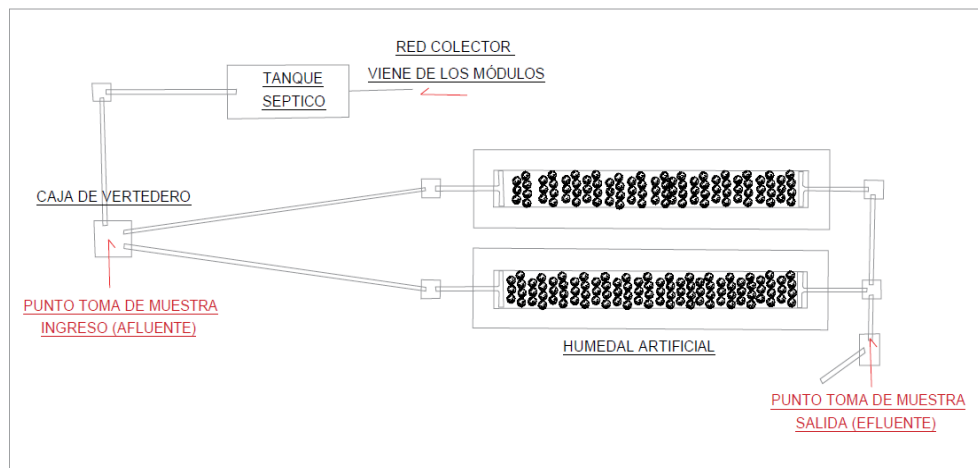 RED COLECTOR
VIENE DE LOS MÓDULOS
TANQUE
SEPTICO
CAJA DE VERTEDERO
PUNTO TOMA DE MUESTRA
INGRESO (AFLUENTE)
HUMEDAL ARTIFICIAL
PUNTO TOMA DE MUESTRA
SALIDA (EFLUENTE)